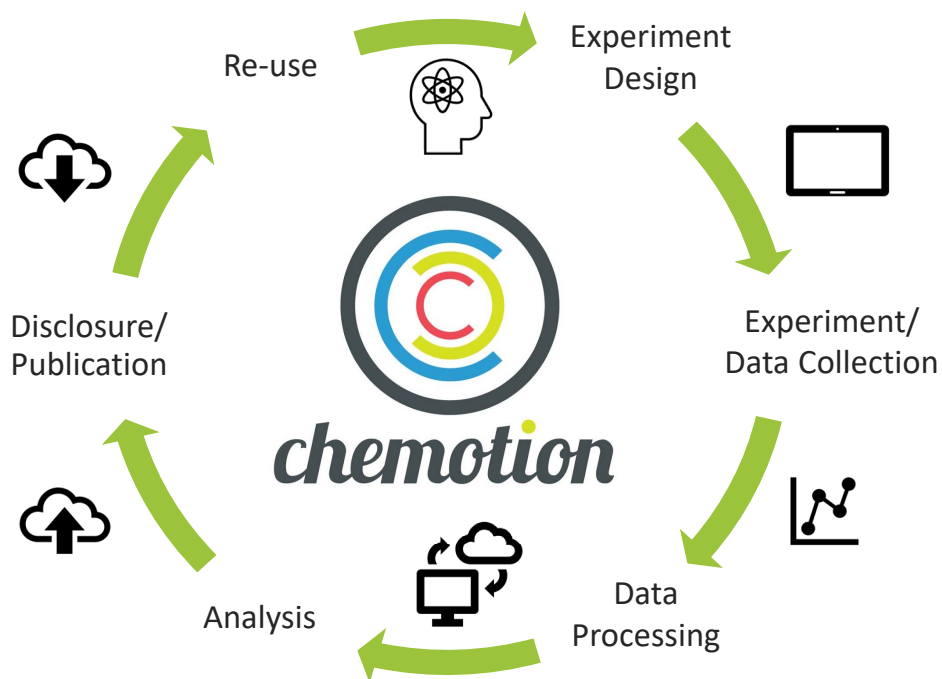 Re-use
Experiment
Design
Experiment/
Data Collection
Data
Processing
Analysis
Disclosure/
Publication
chemotion